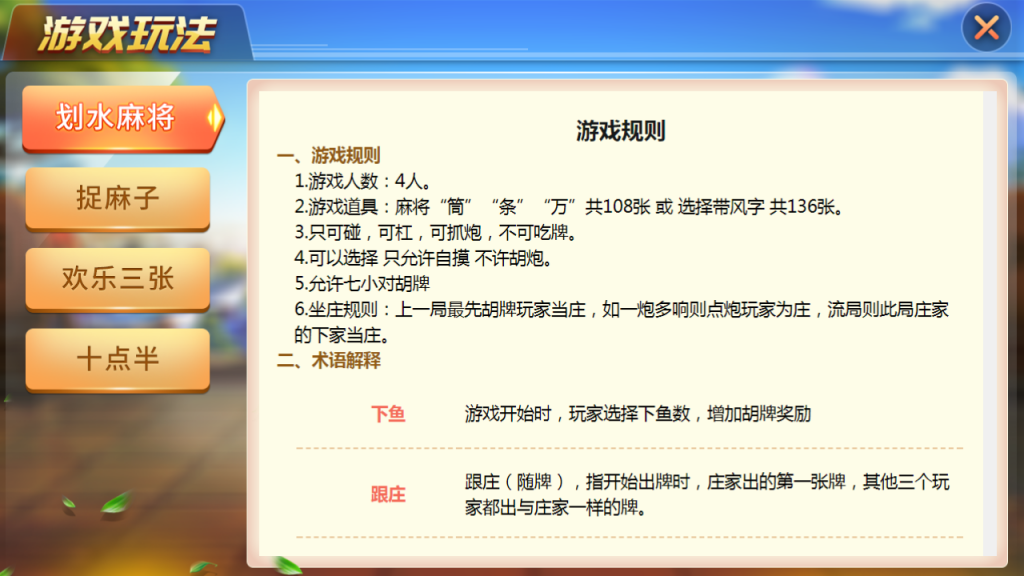 游戏玩法
划水麻将
捉麻子
欢乐三张
十点半
游戏规则
一、游戏规则
1.游戏人数：4人。
2.游戏道具：麻将“筒”“条”“万”共108张 或 选择带风字 共136张。
3.只可碰，可杠，可抓炮，不可吃牌。
4.可以选择 只允许自摸 不许胡炮。
5.允许七小对胡牌
6.坐庄规则：上一局最先胡牌玩家当庄，如一炮多响则点炮玩家为庄，流局则此局庄家
的下家当庄。
二、术语解释
下鱼 游戏开始时，玩家选择下鱼数，增加胡牌奖励
跟庄 跟庄（随牌），指开始出牌时，庄家出的第一张牌，其他三个玩
家都出与庄家一样的牌。